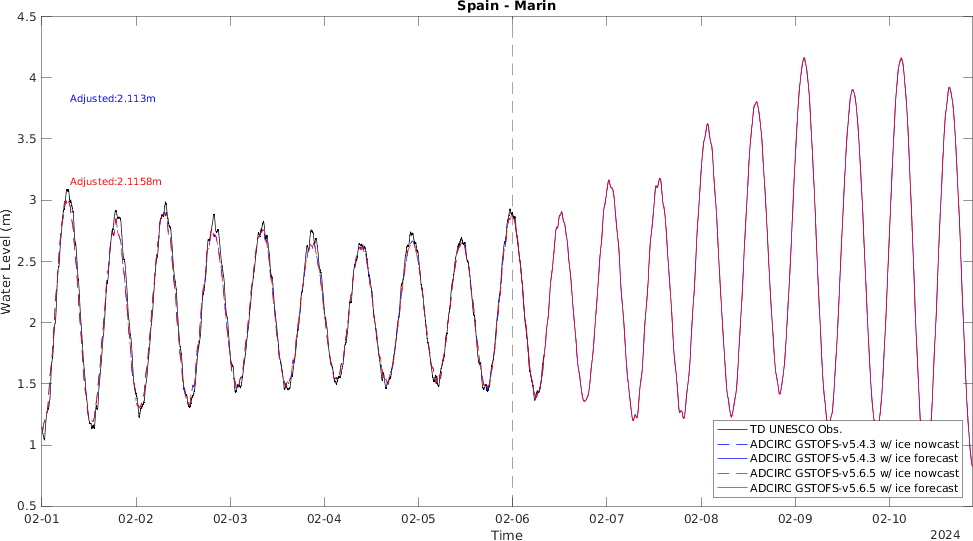 Spain - Marin
4.5
4
3.5
3
2.5
2
1.5
1
0.5
Water Level (m)
Adjusted:2.113m
Adjusted:2.1158m
TD UNESCO Obs.
ADCIRC GSTOFS-v5.4.3 w/ ice nowcast
ADCIRC GSTOFS-v5.4.3 w/ ice forecast
ADCIRC GSTOFS-v5.6.5 w/ ice nowcast
ADCIRC GSTOFS-v5.6.5 w/ ice forecast
02-01 02-02 02-03 02-04 02-05 02-06 02-07 02-08 02-09 02-10
Time
2024